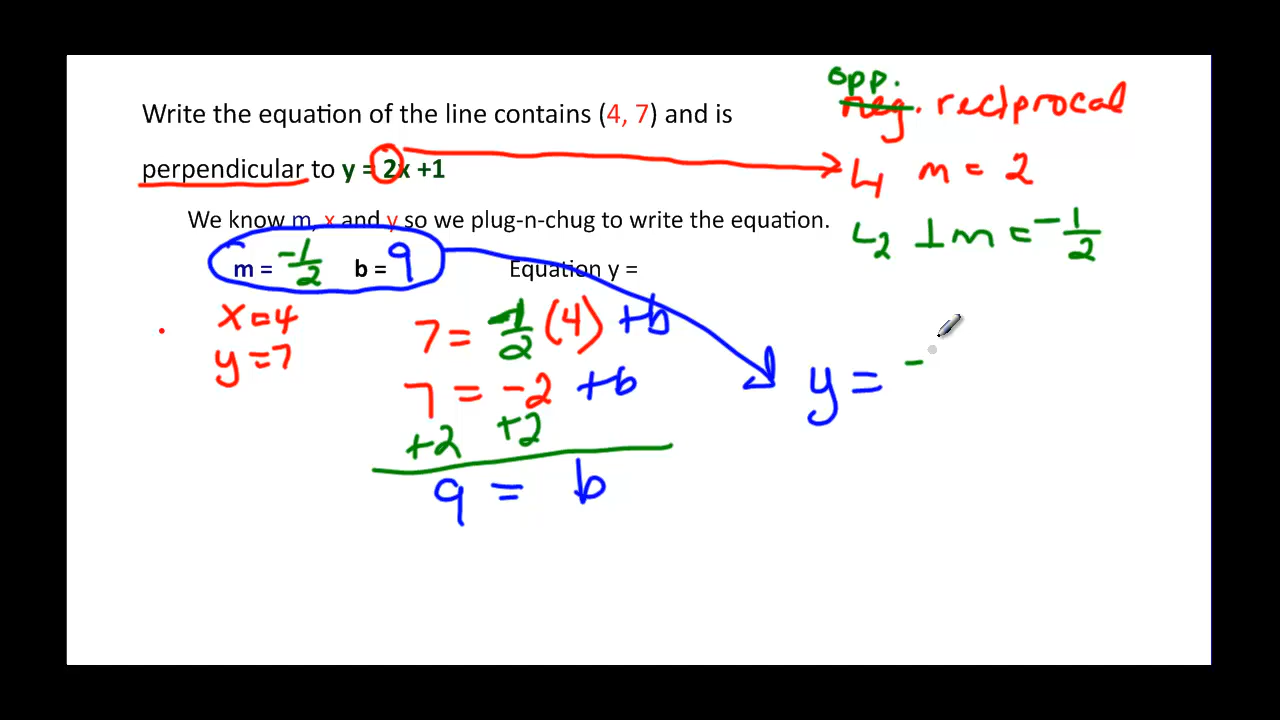 Write the equation of the line contains (4, 7) and is
perpendicular to y = 2x +1
We know m, x and y so we plug-n-chug to write the equation.
m = -1/2 b = 9 Equation y =
x=4
y=7
7 = -1/2 (4) +b
7 = -2 +b
+2 +2
9 = b
opp.
neg. reciprocal
L1 m = 2
L2 ⊥m = -1/2
y = -